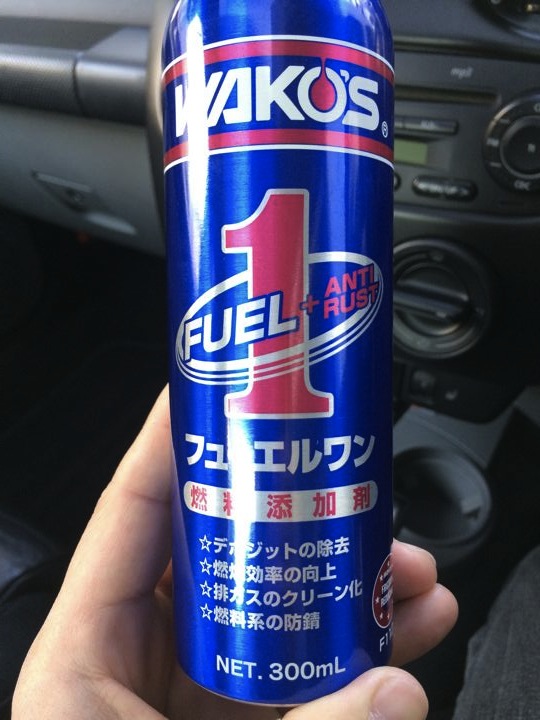 WAKO'S®
1
FUEL + ANTI RUST
フューエルワン
燃料添加剤
☆デポジットの除去
☆燃焼効率の向上
☆排ガスのクリーン化
☆燃料系の防錆
NET. 300mL
mp3